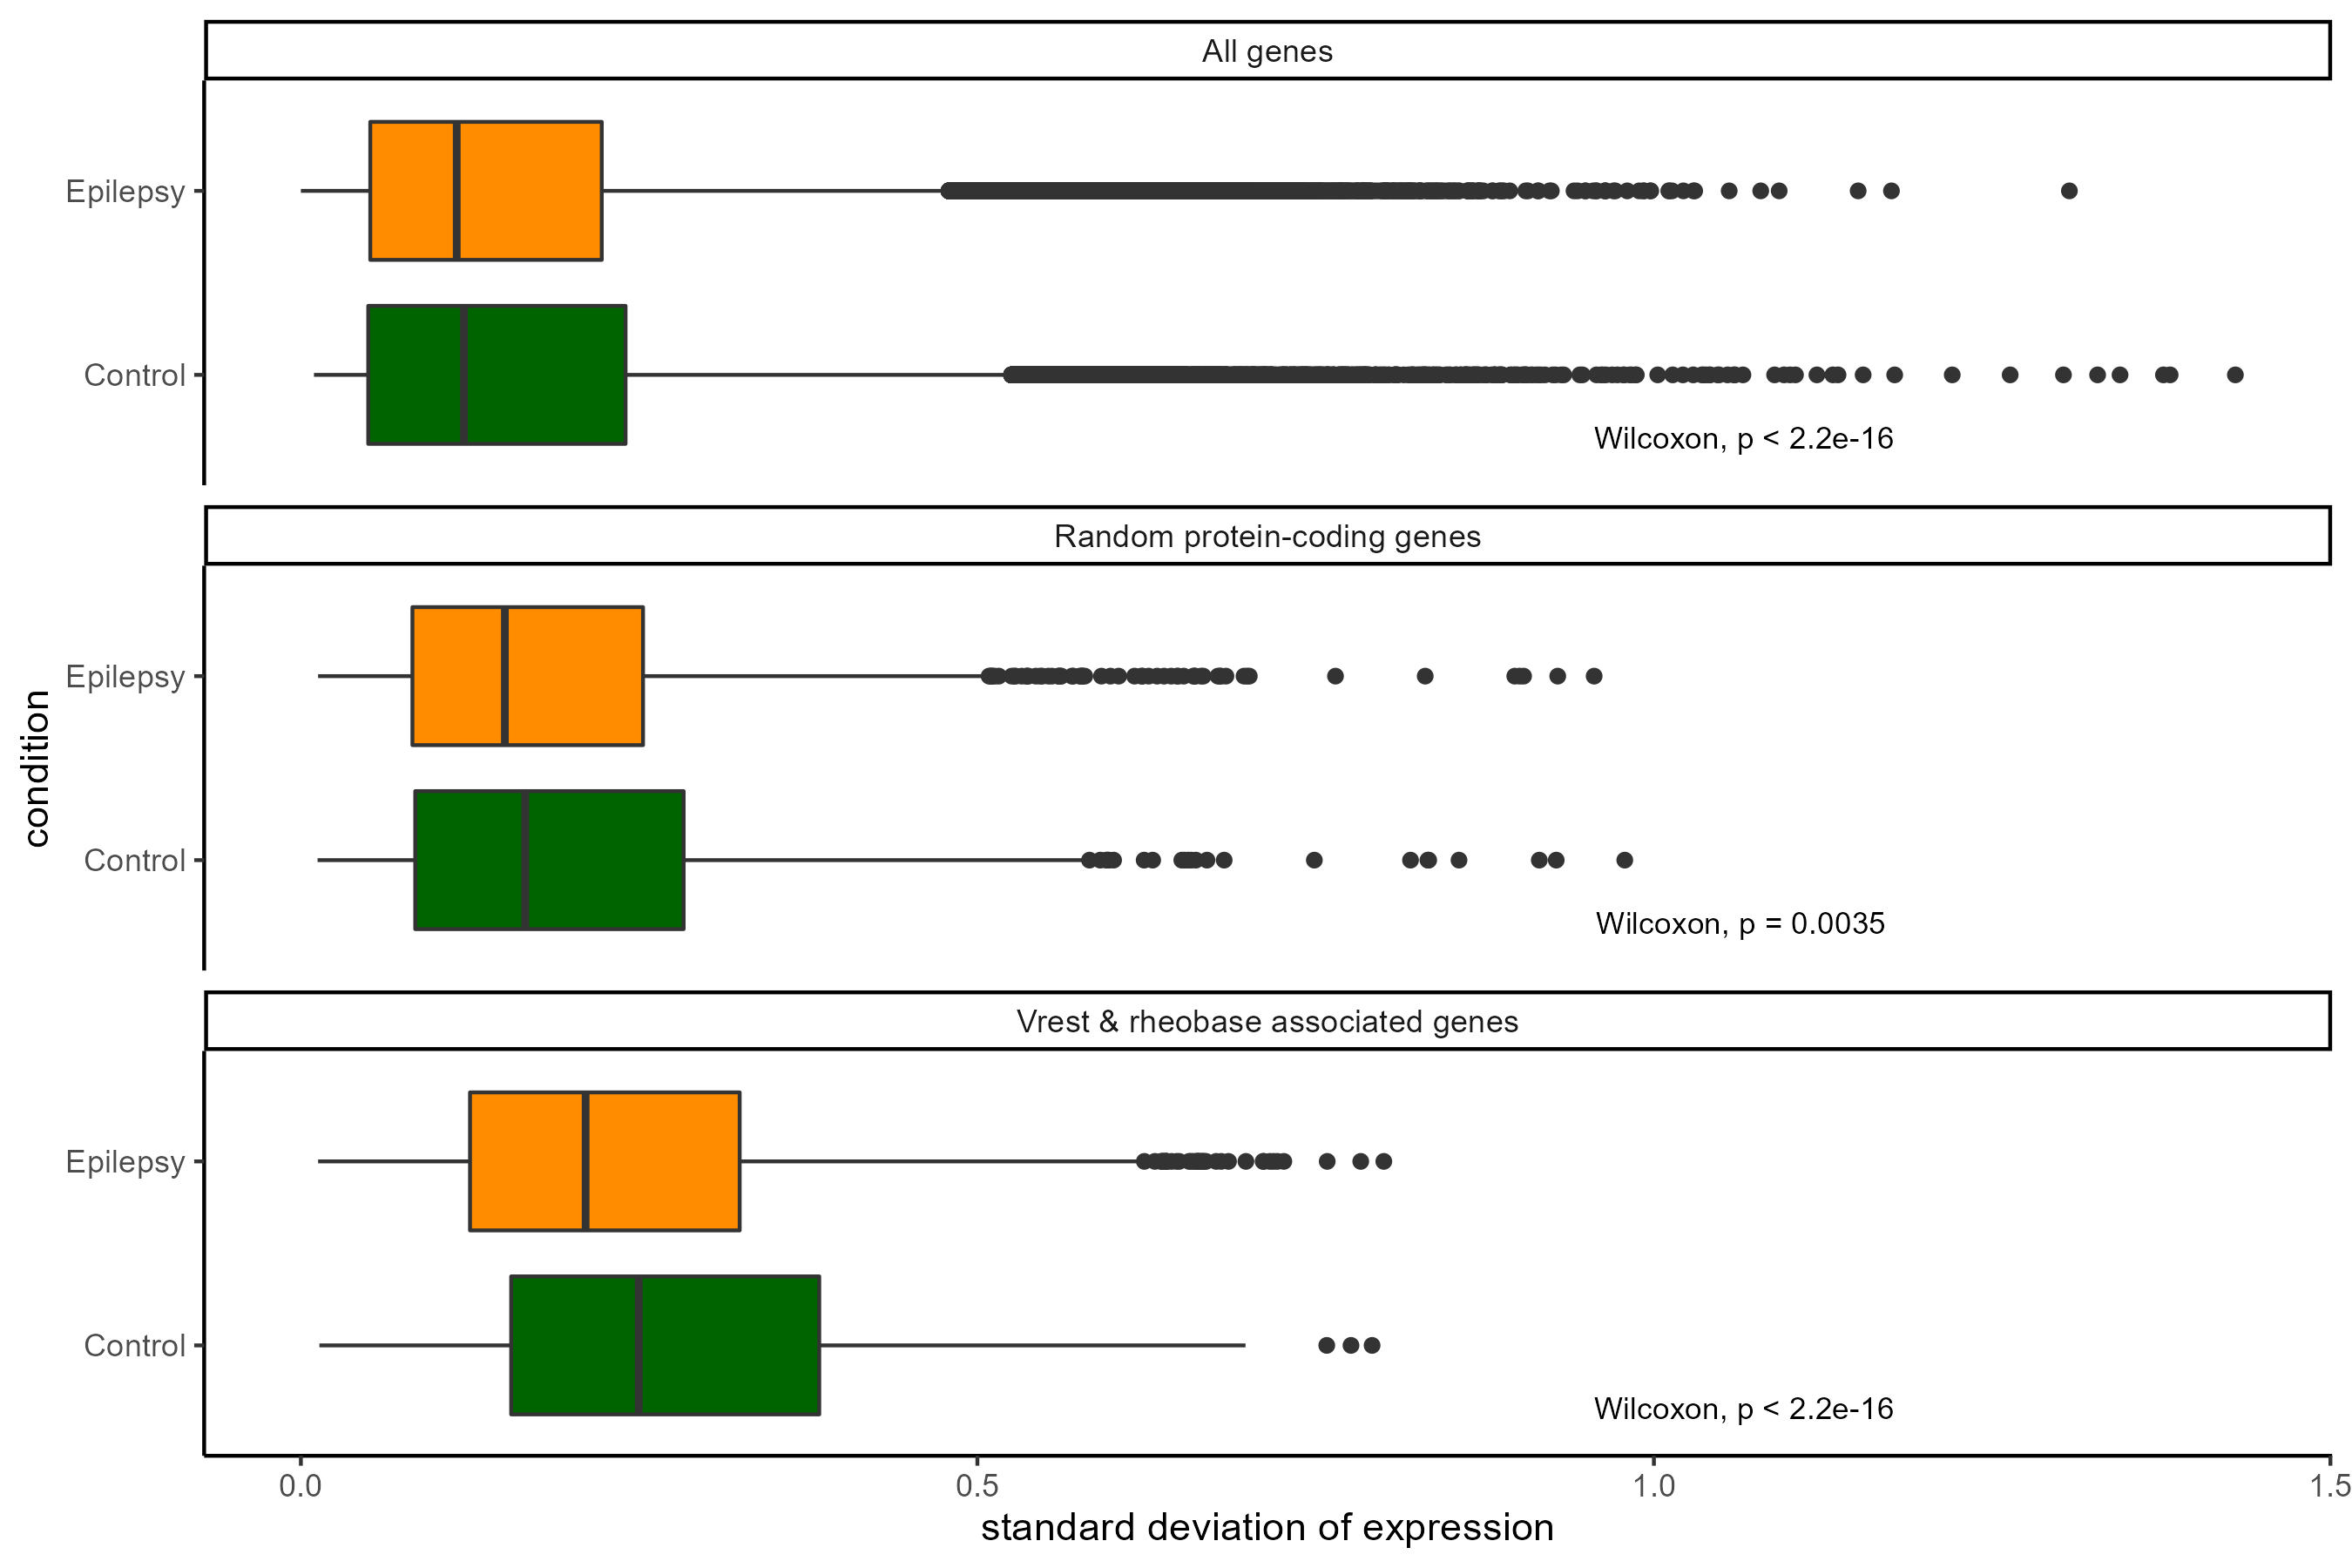 All genes
Epilepsy
Control
Wilcoxon, p < 2.2e-16
Random protein-coding genes
Epilepsy
Control
Wilcoxon, p = 0.0035
condition
Vrest & rheobase associated genes
Epilepsy
Control
Wilcoxon, p < 2.2e-16
0.0 0.5 1.0 1.5
standard deviation of expression